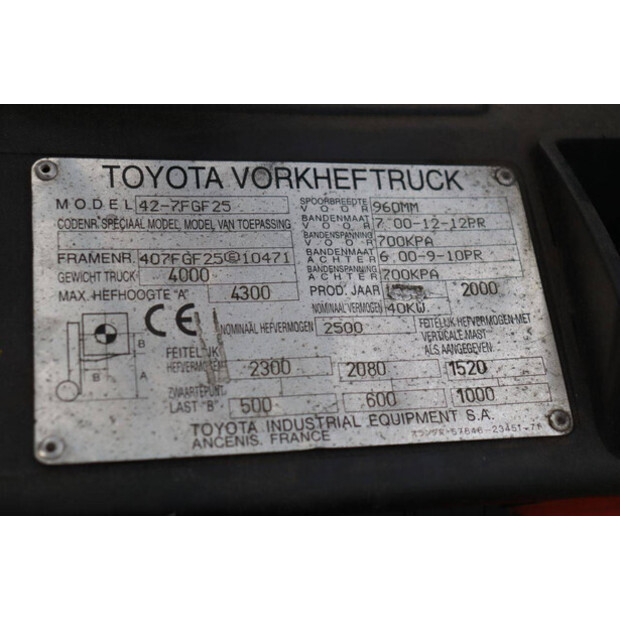 TOYOTA VORKHEFTRUCK
MODEL 42-7FGF25
CODENR. SPECIAAL MODEL, MODEL VAN TOEPASSING
FRAMENR. 407FGF25©10471
GEWICHT TRUCK 4000
MAX. HEFHOOGTE "A" 4300
SPOORBREEDTE VOOR 960MM
BANDENMAAT VOOR 7.00-12-12PR
BANDENSPANNING VOOR 700KPA
BANDENMAAT ACHTER 6.00-9-10PR
BANDENSPANNING ACHTER 700KPA
PROD. JAAR 2000
NOMINAAL VERMOGEN 40KW
CE NOMINAAL HEFVERMOGEN 2500
FEITELIJK HEFVERMOGEN MET
VERTICALE MAST
ALS AANGEGEVEN
B
B
A
FEITELIJK
HEFVERMOGEN 2300 2080 1520
ZWAARTEPUNT
LAST "B" 500 600 1000
TOYOTA INDUSTRIAL EQUIPMENT S.A.
ANCENIS. FRANCE